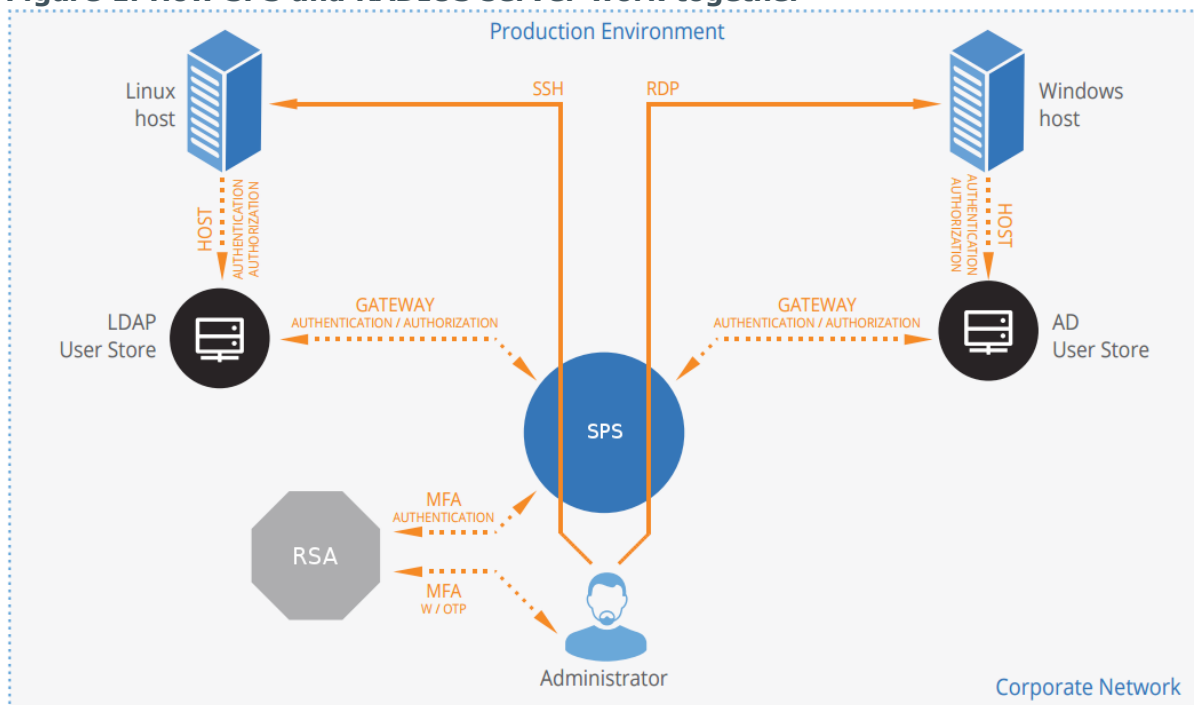 Production Environment
Linux
host
SSH
RDP
Windows
host
HOST
AUTHENTICATION
AUTHORIZATION
AUTHENTICATION
AUTHORIZATION
HOST
LDAP
User Store
GATEWAY
AUTHENTICATION / AUTHORIZATION
GATEWAY
AUTHENTICATION / AUTHORIZATION
AD
User Store
SPS
MFA
AUTHENTICATION
RSA
MFA
W / OTP
Administrator
Corporate Network